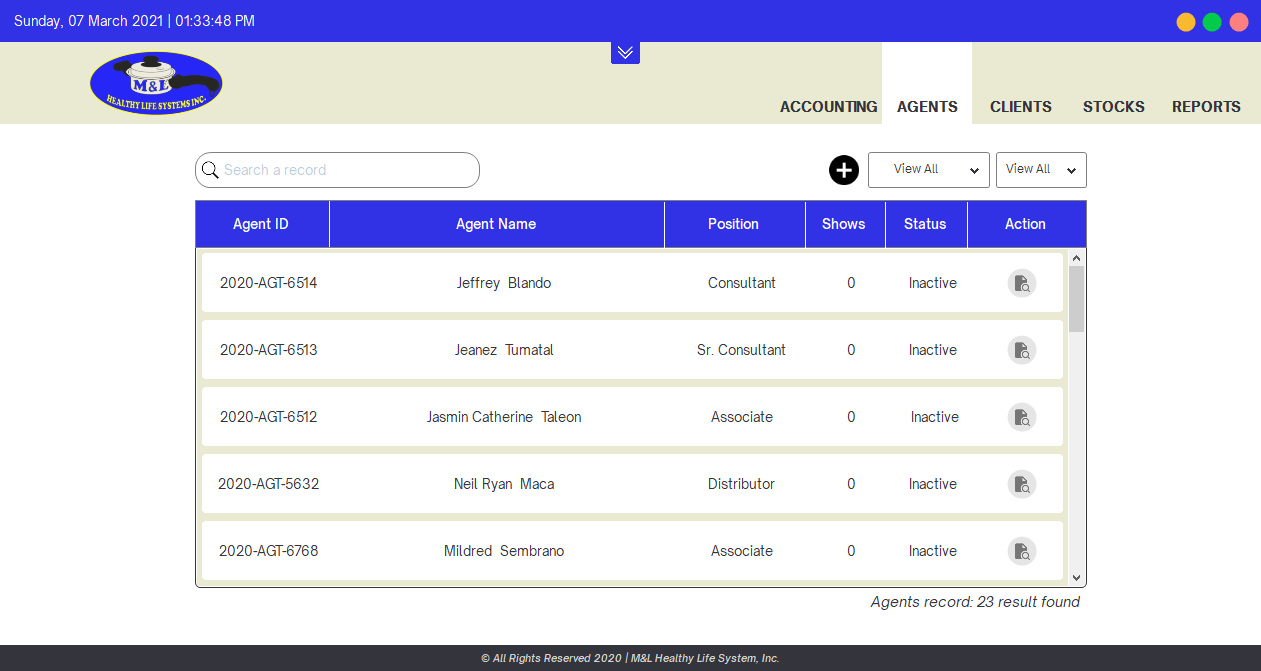 Sunday, 07 March 2021 | 01:33:48 PM
M&L
HEALTHY LIFE SYSTEMS INC.
ACCOUNTING AGENTS CLIENTS STOCKS REPORTS
Search a record View All View All
Agent ID Agent Name Position Shows Status Action
2020-AGT-6514 Jeffrey Blando Consultant 0 Inactive
2020-AGT-6513 Jeanez Tumatal Sr. Consultant 0 Inactive
2020-AGT-6512 Jasmin Catherine Taleon Associate 0 Inactive
2020-AGT-5632 Neil Ryan Maca Distributor 0 Inactive
2020-AGT-6768 Mildred Sembrano Associate 0 Inactive
Agents record: 23 result found
© All Rights Reserved 2020 | M&L Healthy Life System, Inc.